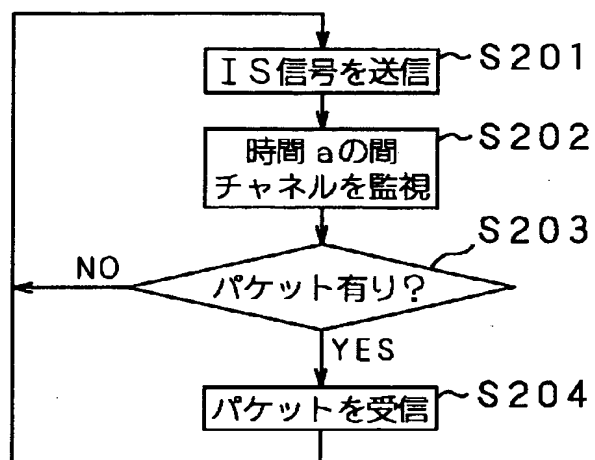 IS信号を送信
S201
時間aの間
チャネルを監視
S202
パケット有り?
S203
NO
YES
パケットを受信
S204